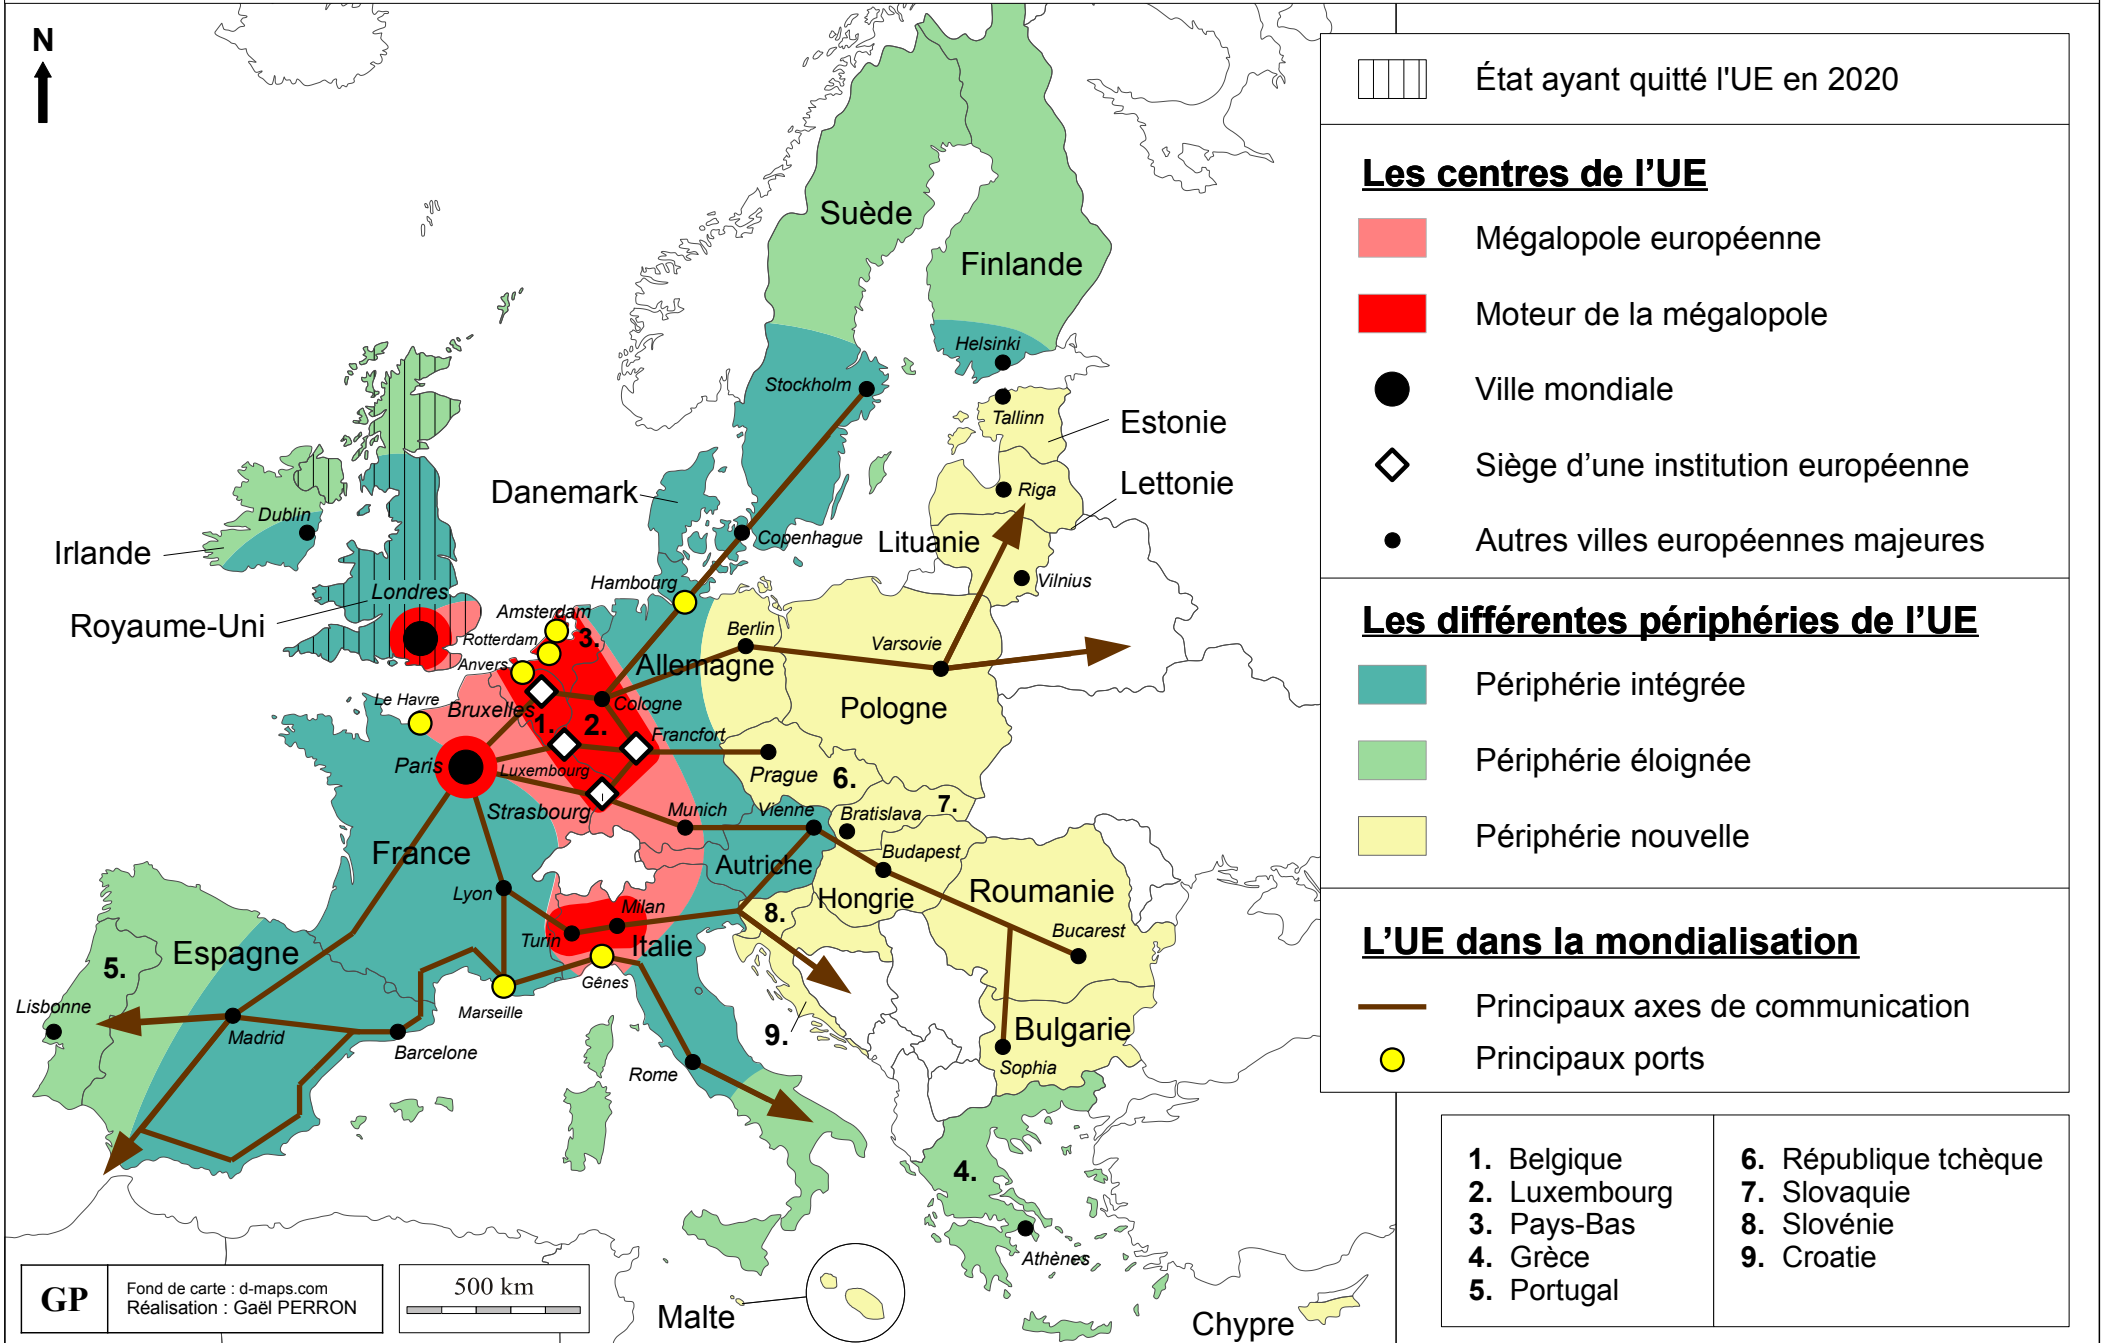 N
Suède
Finlande
Helsinki
Stockholm
Tallinn
Estonie
Riga
Lettonie
Danemark
Copenhague
Lituanie
Vilnius
Dublin
Irlande
Hambourg
Londres
Royaume-Uni
Amsterdam
Rotterdam
3.
Anvers
Berlin
Varsovie
Allemagne
Le Havre
Bruxelles
Cologne
Pologne
1.
2.
Francfort
Paris
Luxembourg
Prague
6.
Strasbourg
Munich
Vienne
Bratislava
7.
France
Autriche
Budapest
Hongrie
Roumanie
Lyon
Milan
8.
Turin
Italie
Bucarest
Espagne
5.
Gênes
Lisbonne
Marseille
Madrid
Barcelone
9.
Bulgarie
Sophia
Rome
4.
Athènes
Malte
Chypre
GP
Fond de carte : d-maps.com
Réalisation : Gaël PERRON
500 km
État ayant quitté l'UE en 2020
Les centres de l’UE
Mégalopole européenne
Moteur de la mégalopole
Ville mondiale
Siège d’une institution européenne
Autres villes européennes majeures
Les différentes périphéries de l’UE
Périphérie intégrée
Périphérie éloignée
Périphérie nouvelle
L’UE dans la mondialisation
Principaux axes de communication
Principaux ports
1. Belgique
2. Luxembourg
3. Pays-Bas
4. Grèce
5. Portugal
6. République tchèque
7. Slovaquie
8. Slovénie
9. Croatie